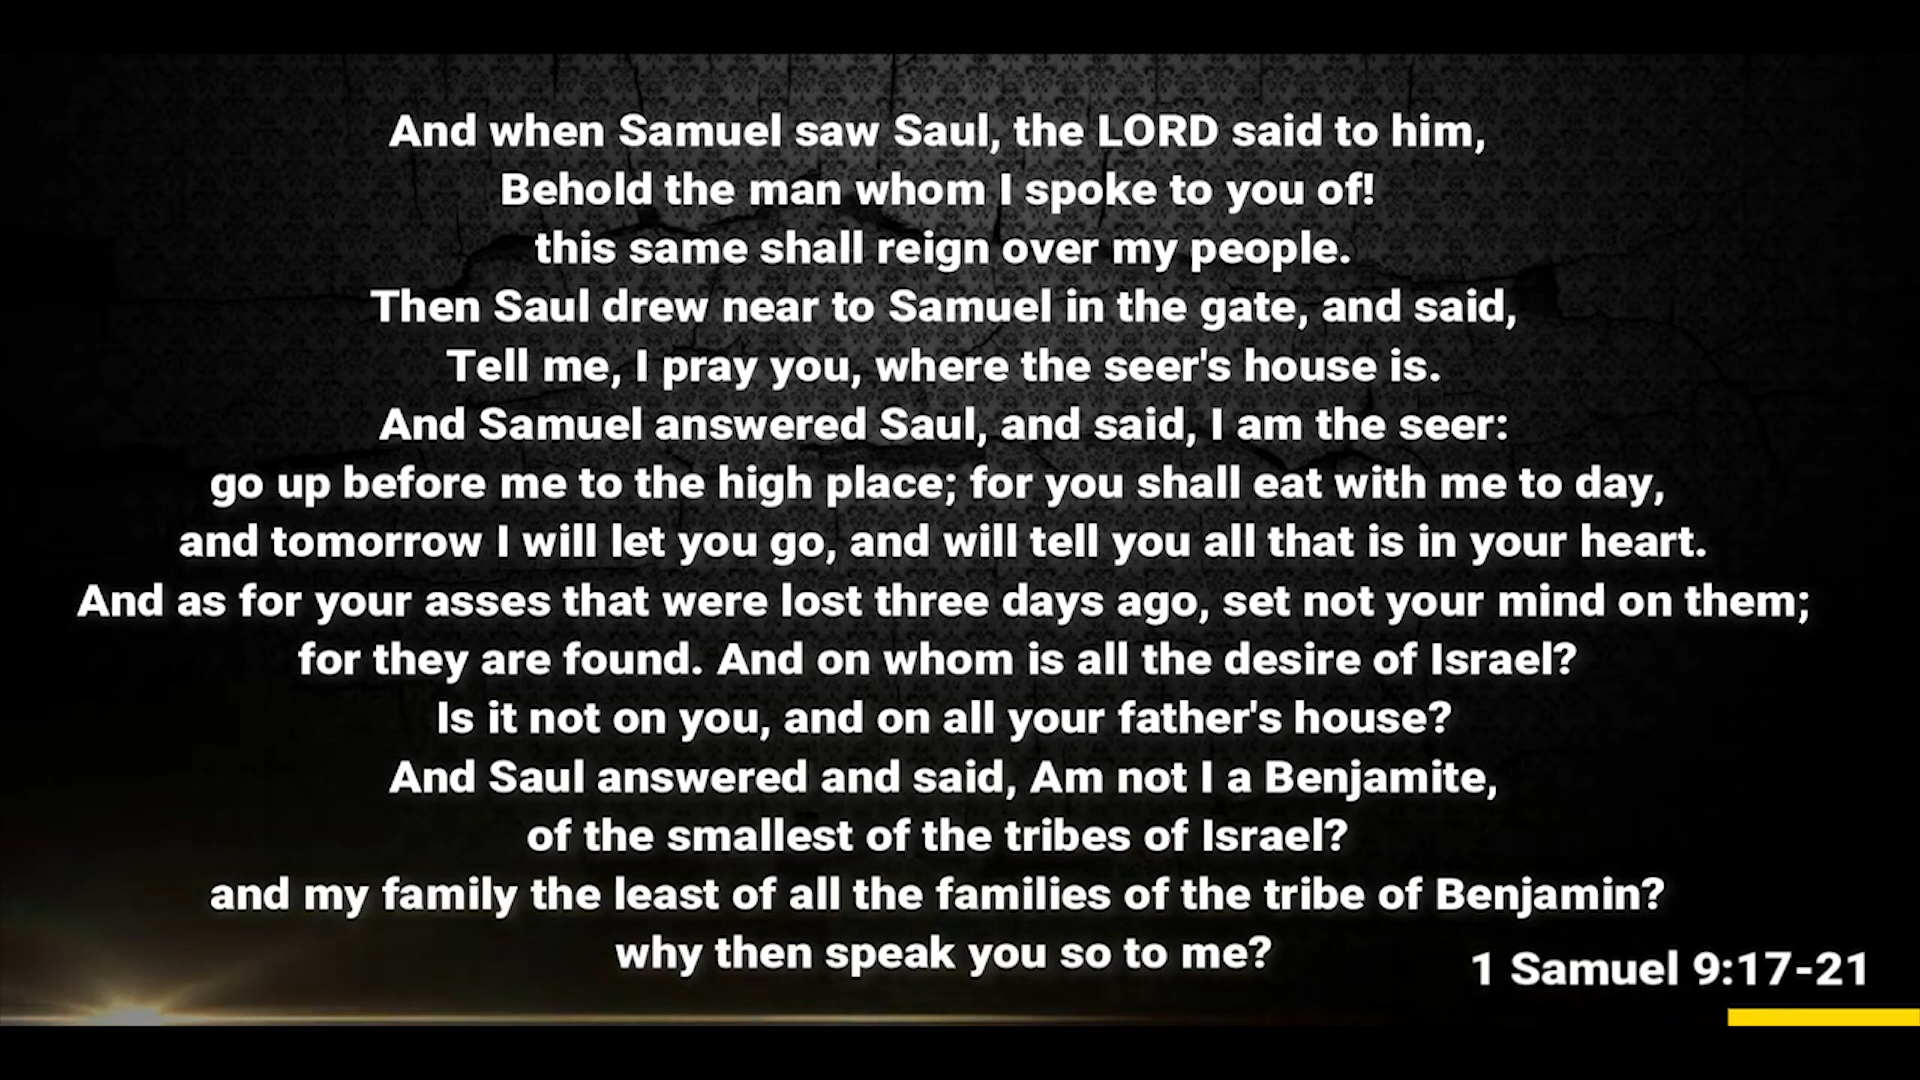 And when Samuel saw Saul, the LORD said to him,
Behold the man whom I spoke to you of!
this same shall reign over my people.
Then Saul drew near to Samuel in the gate, and said,
Tell me, I pray you, where the seer's house is.
And Samuel answered Saul, and said, I am the seer:
go up before me to the high place; for you shall eat with me to day,
and tomorrow I will let you go, and will tell you all that is in your heart.
And as for your asses that were lost three days ago, set not your mind on them;
for they are found. And on whom is all the desire of Israel?
Is it not on you, and on all your father's house?
And Saul answered and said, Am not I a Benjamite,
of the smallest of the tribes of Israel?
and my family the least of all the families of the tribe of Benjamin?
why then speak you so to me?
1 Samuel 9:17-21